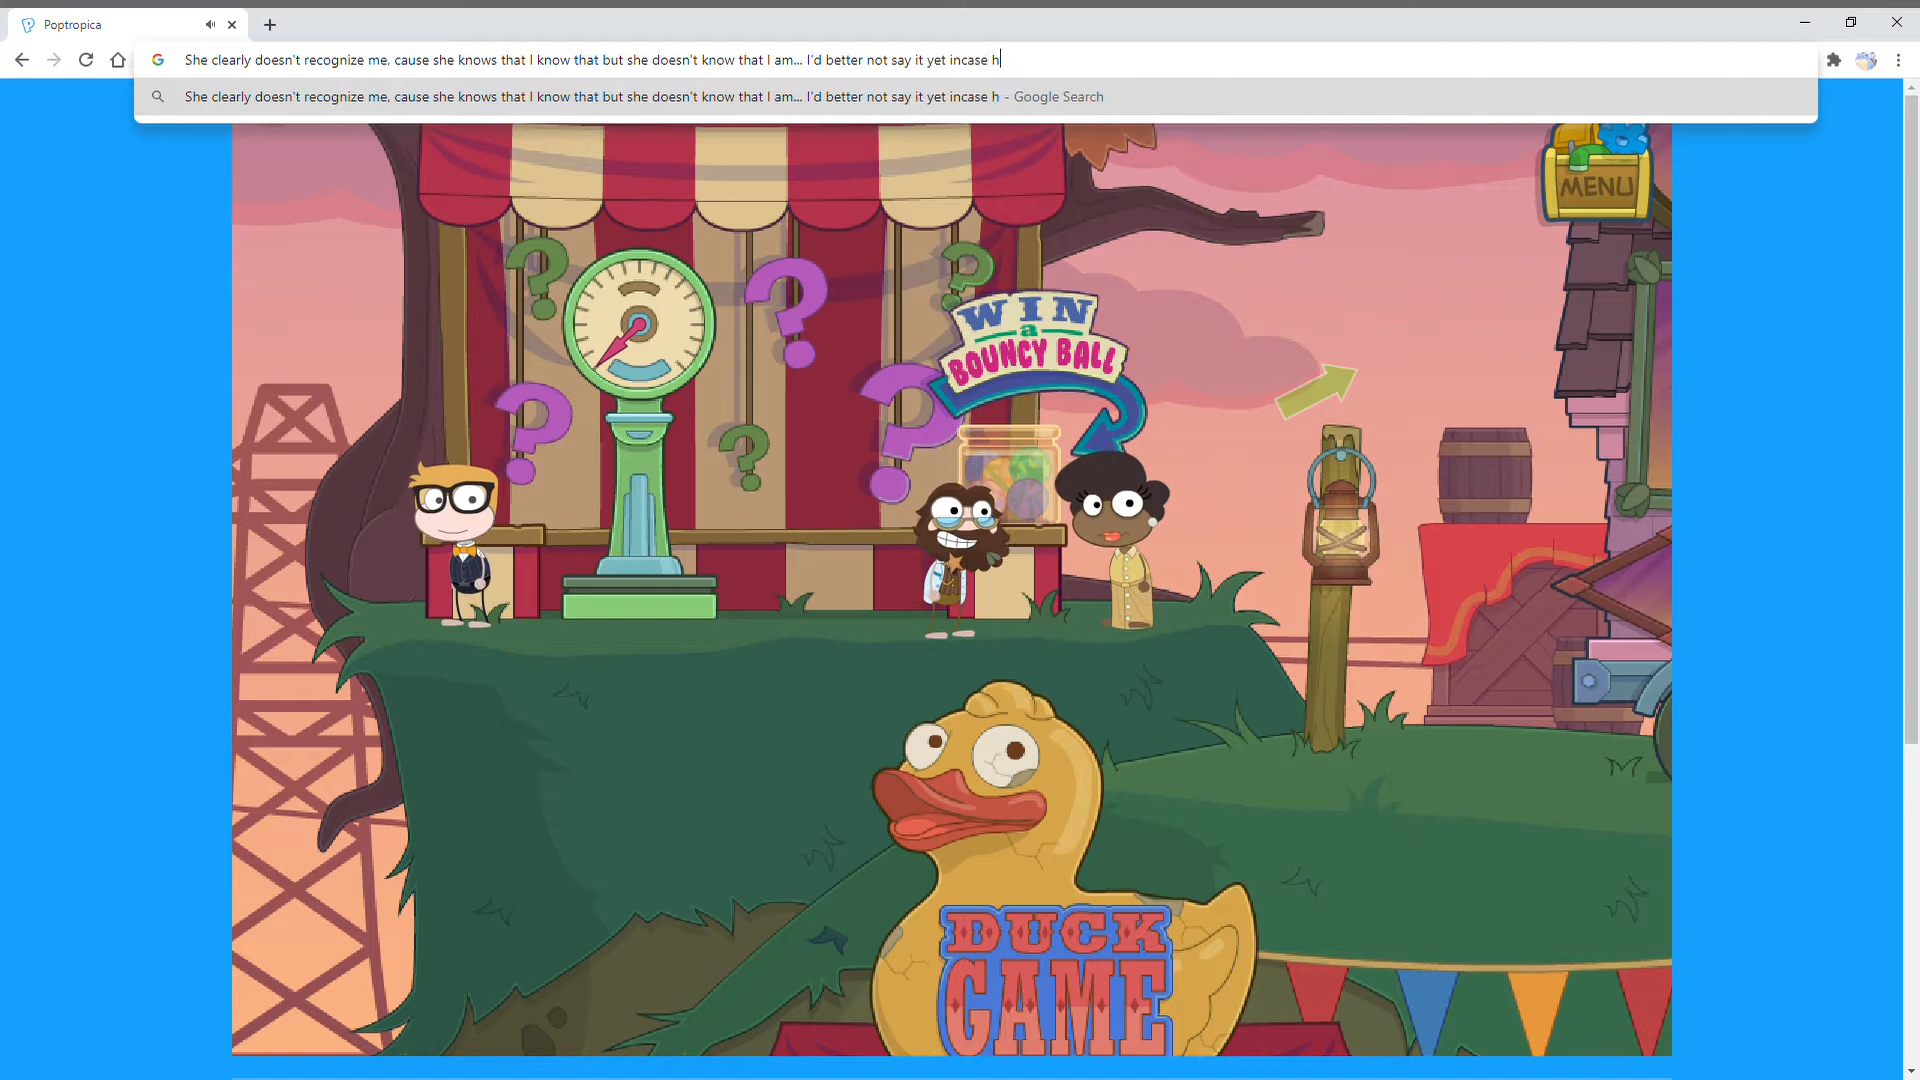 Poptropica
She clearly doesn't recognize me, cause she knows that I know that but she doesn't know that I am... I'd better not say it yet incase h
She clearly doesn't recognize me, cause she knows that I know that but she doesn't know that I am... I'd better not say it yet incase h - Google Search
MENU
WIN
a
BOUNCY BALL
DUCK
GAME